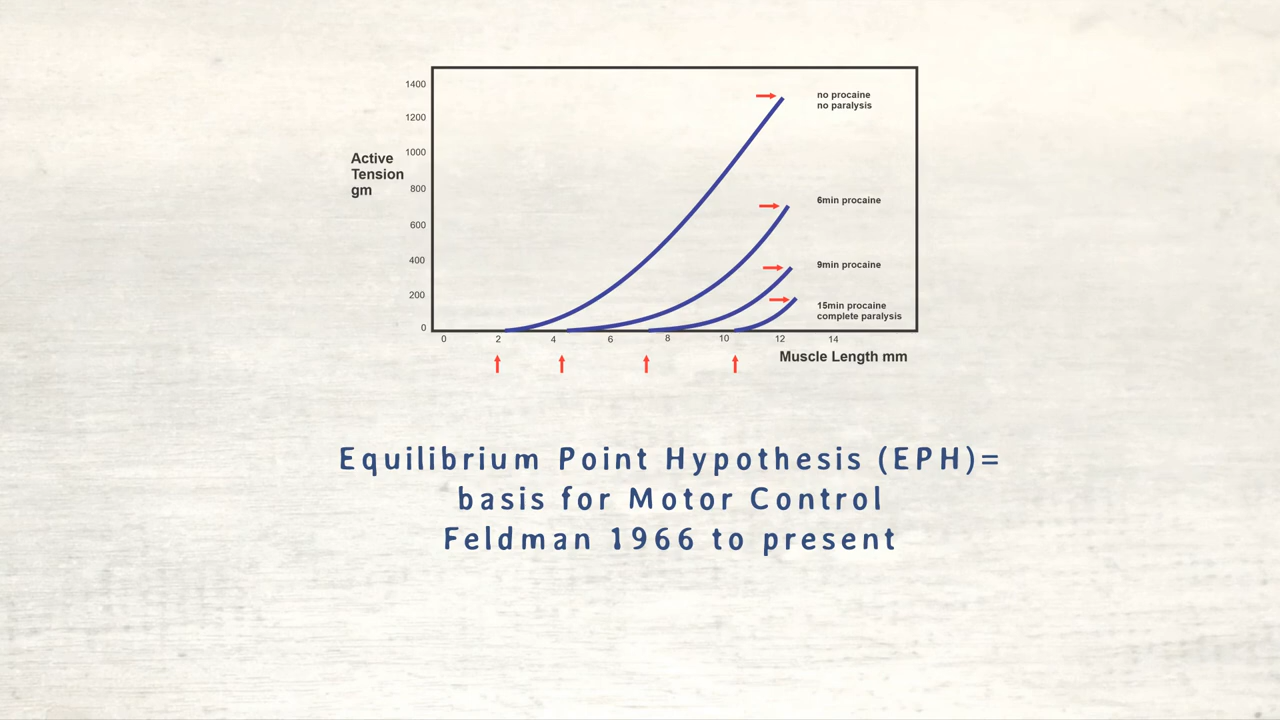 1400
1200
1000
800
600
400
200
0
Active
Tension
gm
no procaine
no paralysis
6min procaine
9min procaine
15min procaine
complete paralysis
0 2 4 6 8 10 12 14
Muscle Length mm
Equilibrium Point Hypothesis (EPH)=
basis for Motor Control
Feldman 1966 to present